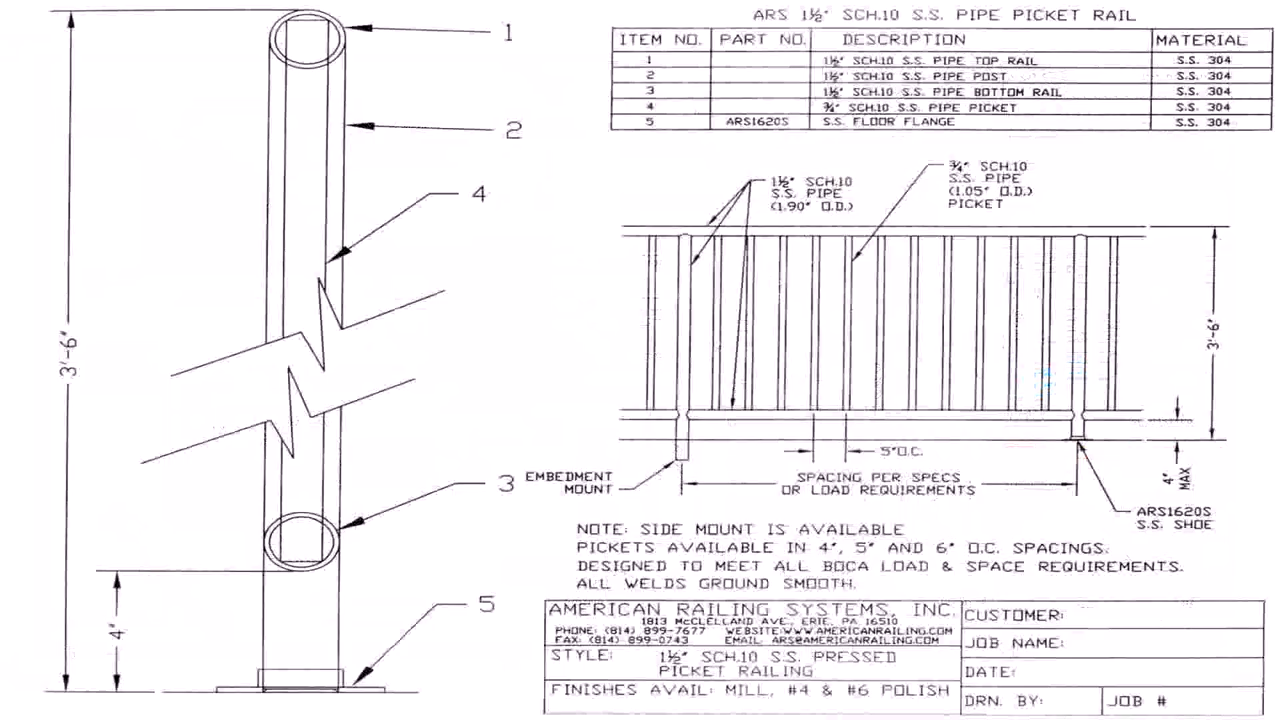 1
2
4
3'-6"
3
4"
5
ARS 1½" SCH.10 S.S. PIPE PICKET RAIL
ITEM NO. PART NO. DESCRIPTION MATERIAL
1 1½" SCH.10 S.S. PIPE TOP RAIL S.S. 304
2 1½" SCH.10 S.S. PIPE POST S.S. 304
3 1½" SCH.10 S.S. PIPE BOTTOM RAIL S.S. 304
4 ¾" SCH.10 S.S. PIPE PICKET S.S. 304
5 ARS1620S S.S. FLOOR FLANGE S.S. 304
1½" SCH.10
S.S. PIPE
(1.90" O.D.)
¾" SCH.10
S.S. PIPE
(1.05" O.D.)
PICKET
3'-6"
5"O.C.
4"
MAX
EMBEDMENT
MOUNT
SPACING PER SPECS
OR LOAD REQUIREMENTS
ARS1620S
S.S. SHOE
NOTE: SIDE MOUNT IS AVAILABLE
PICKETS AVAILABLE IN 4", 5" AND 6" O.C. SPACINGS.
DESIGNED TO MEET ALL BOCA LOAD & SPACE REQUIREMENTS.
ALL WELDS GROUND SMOOTH.
AMERICAN RAILING SYSTEMS, INC.
1813 McCLELLAND AVE., ERIE, PA 16510
PHONE: (814) 899-7677 WEBSITE:WWW.AMERICANRAILING.COM
FAX: (814) 899-0743 EMAIL: ARS@AMERICANRAILING.COM
STYLE: 1½" SCH.10 S.S. PRESSED
PICKET RAILING
FINISHES AVAIL: MILL, #4 & #6 POLISH
CUSTOMER:
JOB NAME:
DATE:
DRN. BY: JOB #